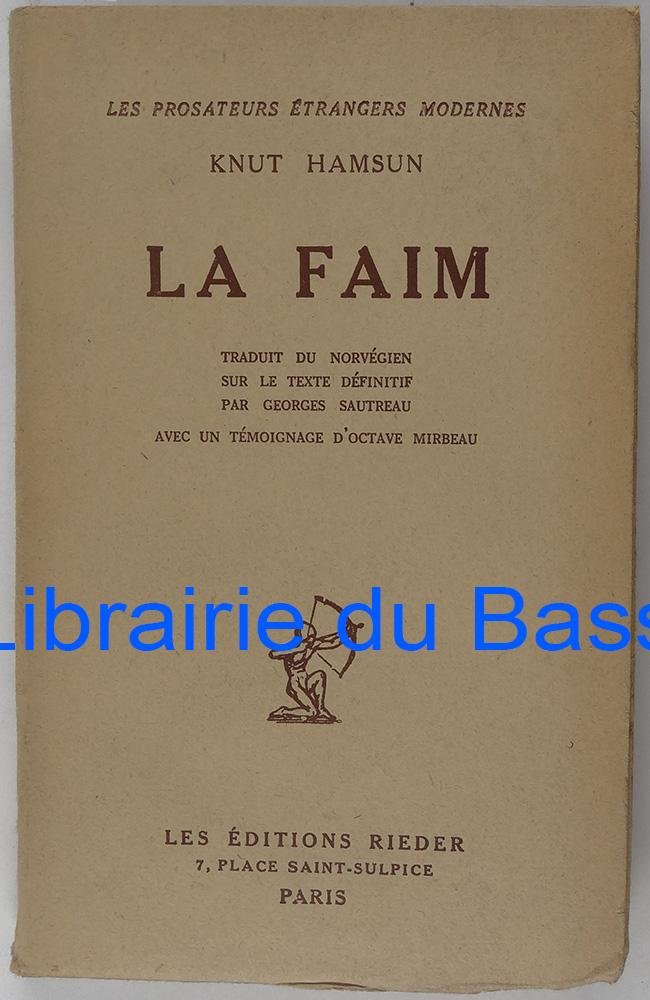 LES PROSATEURS ÉTRANGERS MODERNES
KNUT HAMSUN
LA FAIM
TRADUIT DU NORVÉGIEN
SUR LE TEXTE DÉFINITIF
PAR GEORGES SAUTREAU
AVEC UN TÉMOIGNAGE D'OCTAVE MIRBEAU
Librairie du Bass
LES ÉDITIONS RIEDER
7, PLACE SAINT-SULPICE
PARIS